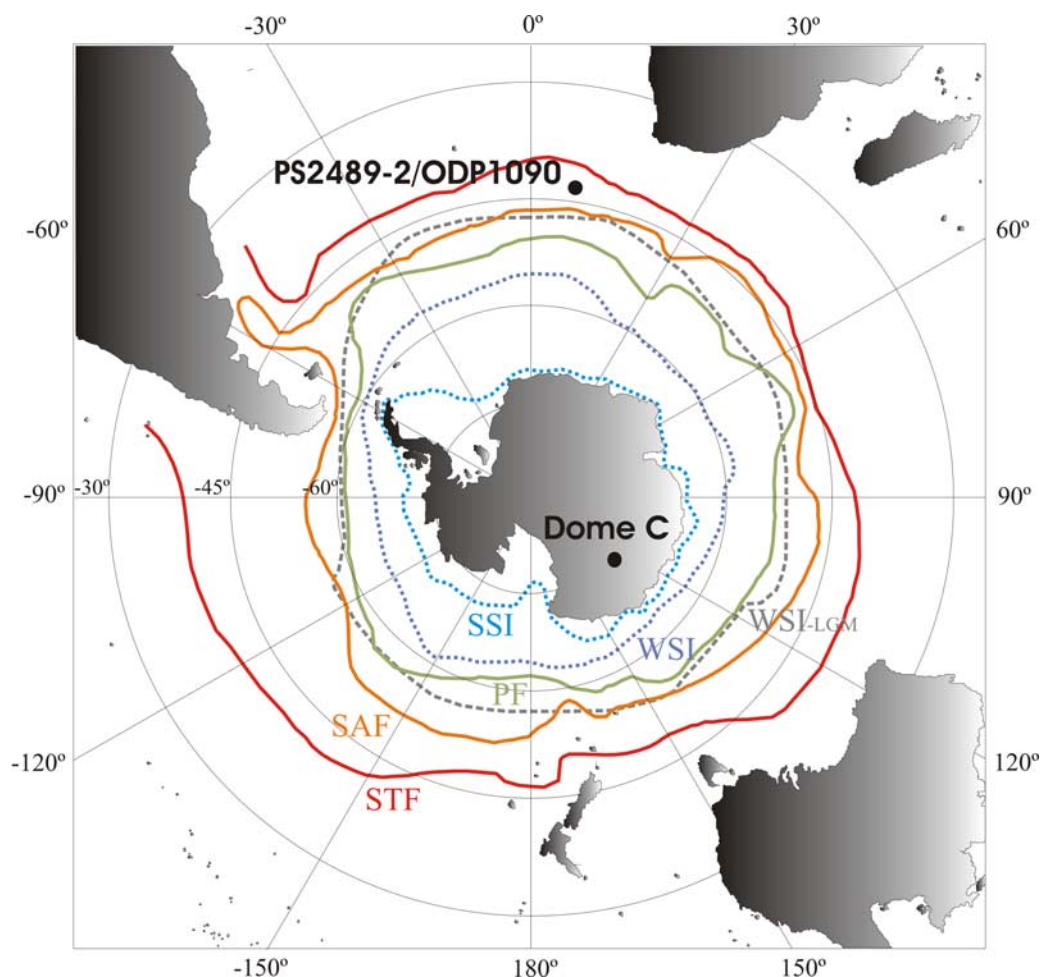 -30º 0º 30º
PS2489-2/ODP1090
-60º 60º
-90º -30º -45º -60º 90º
Dome C
SSI WSI WSI-LGM
PF
SAF
-120º 120º
STF
-150º 180º 150º